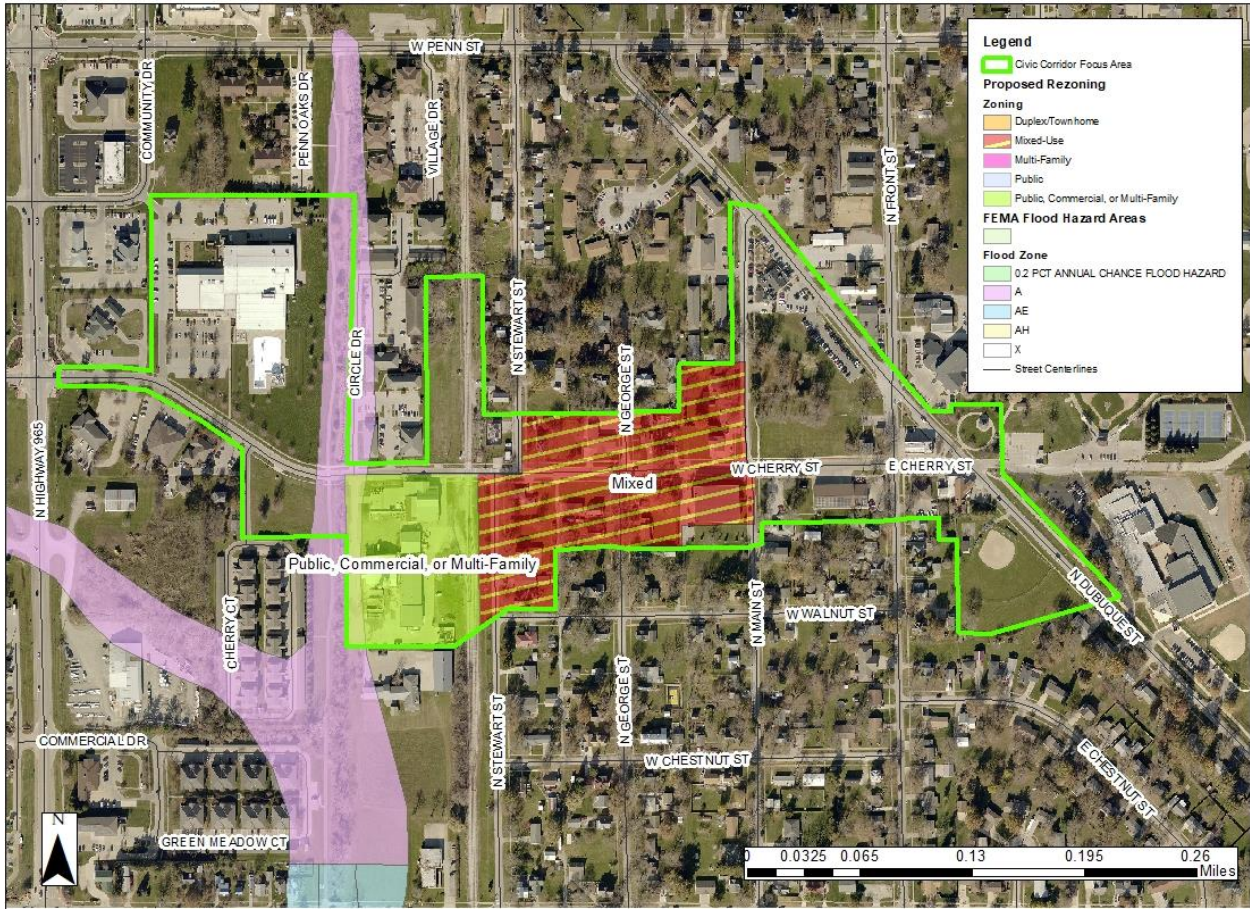 W PENN ST
COMMUNITY DR
PENN OAKS DR
VILLAGE DR
N FRONT ST
Legend
Civic Corridor Focus Area
Proposed Rezoning
Zoning
Duplex/Townhome
Mixed-Use
Multi-Family
Public
Public, Commercial, or Multi-Family
FEMA Flood Hazard Areas
Flood Zone
0.2 PCT ANNUAL CHANCE FLOOD HAZARD
A
AE
AH
X
Street Centerlines
N HIGHWAY 965
CIRCLE DR
N STEWART ST
N GEORGE ST
W CHERRY ST
E CHERRY ST
Mixed
Public, Commercial, or Multi-Family
CHERRY CT
N MAIN ST
W WALNUT ST
N DUBUQUE ST
N STEWART ST
N GEORGE ST
COMMERCIAL DR
W CHESTNUT ST
E CHESTNUT ST
GREEN MEADOW CT
N
0 0.0325 0.065 0.13 0.195 0.26
Miles